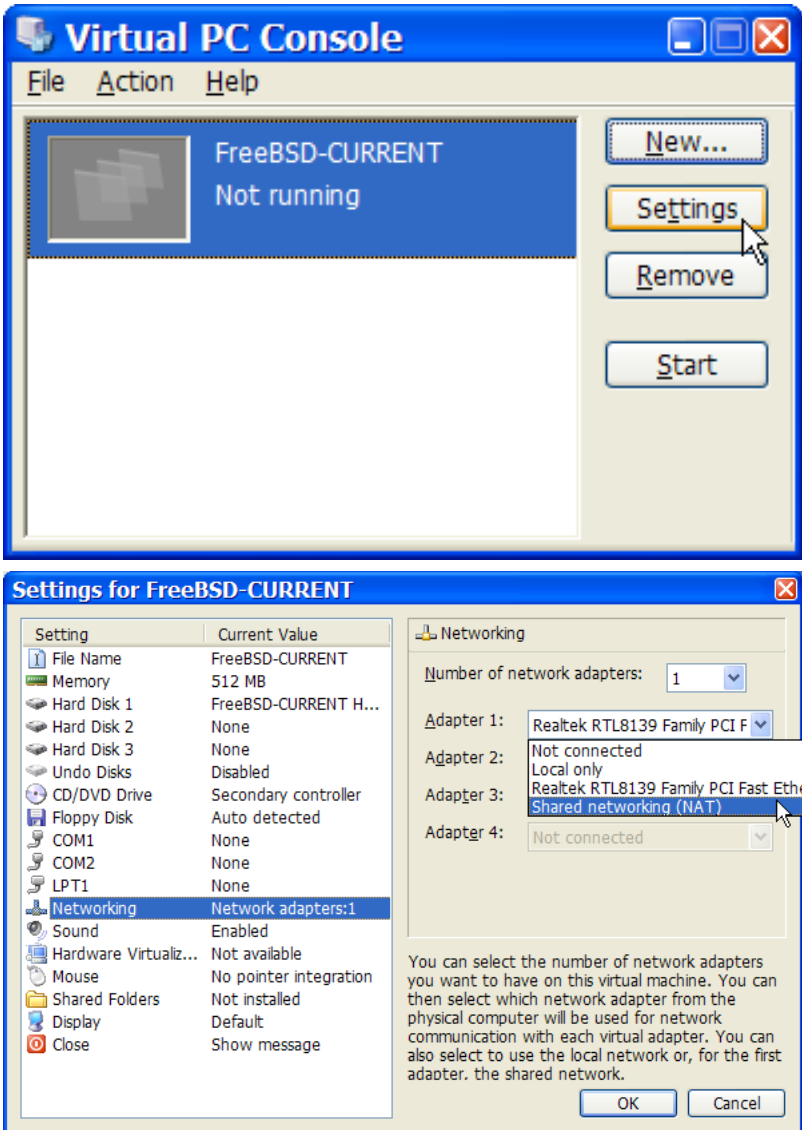 Virtual PC Console
File Action Help
FreeBSD-CURRENT
Not running
New...
Settings
Remove
Start
Settings for FreeBSD-CURRENT
Setting Current Value
File Name FreeBSD-CURRENT
Memory 512 MB
Hard Disk 1 FreeBSD-CURRENT H...
Hard Disk 2 None
Hard Disk 3 None
Undo Disks Disabled
CD/DVD Drive Secondary controller
Floppy Disk Auto detected
COM1 None
COM2 None
LPT1 None
Networking Network adapters:1
Sound Enabled
Hardware Virtualiz... Not available
Mouse No pointer integration
Shared Folders Not installed
Display Default
Close Show message
Networking
Number of network adapters: 1
Adapter 1: Realtek RTL8139 Family PCI F
Not connected
Adapter 2:
Local only
Realtek RTL8139 Family PCI Fast Ethe
Adapter 3:
Shared networking (NAT)
Adapter 4: Not connected
You can select the number of network adapters
you want to have on this virtual machine. You can
then select which network adapter from the
physical computer will be used for network
communication with each virtual adapter. You can
also select to use the local network or, for the first
adapter, the shared network.
OK Cancel